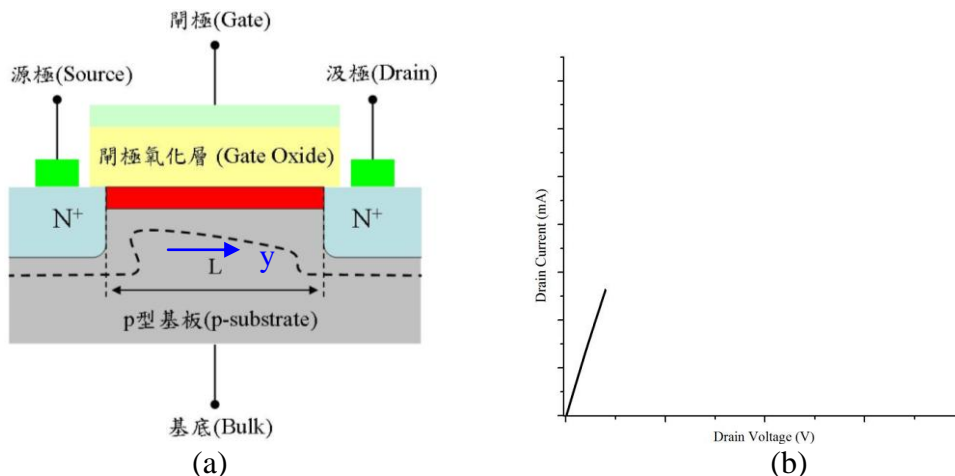 閘極(Gate)
源極(Source)
汲極(Drain)
閘極氧化層 (Gate Oxide)
N+
N+
y
L
p型基板(p-substrate)
基底(Bulk)
(a)
Drain Current (mA)
Drain Voltage (V)
(b)